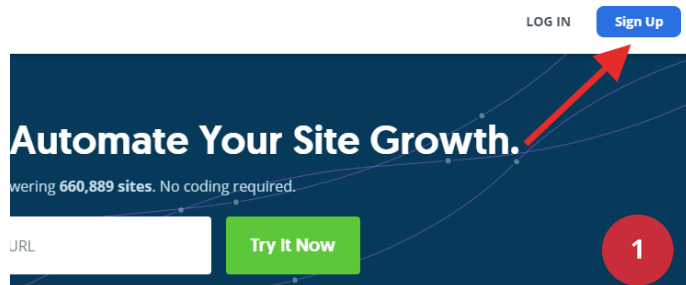 LOG IN Sign Up
Automate Your Site Growth.
wering 660,889 sites. No coding required.
URL Try It Now
1